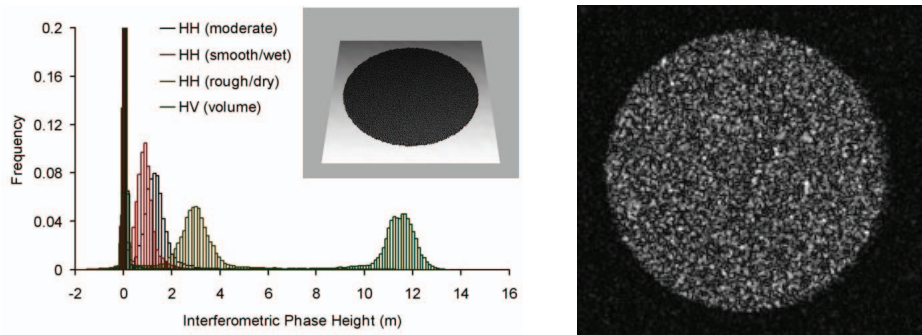 0.2
0.16
0.12
0.08
0.04
0
Frequency
HH (moderate)
HH (smooth/wet)
HH (rough/dry)
HV (volume)
-2 0 2 4 6 8 10 12 14 16
Interferometric Phase Height (m)